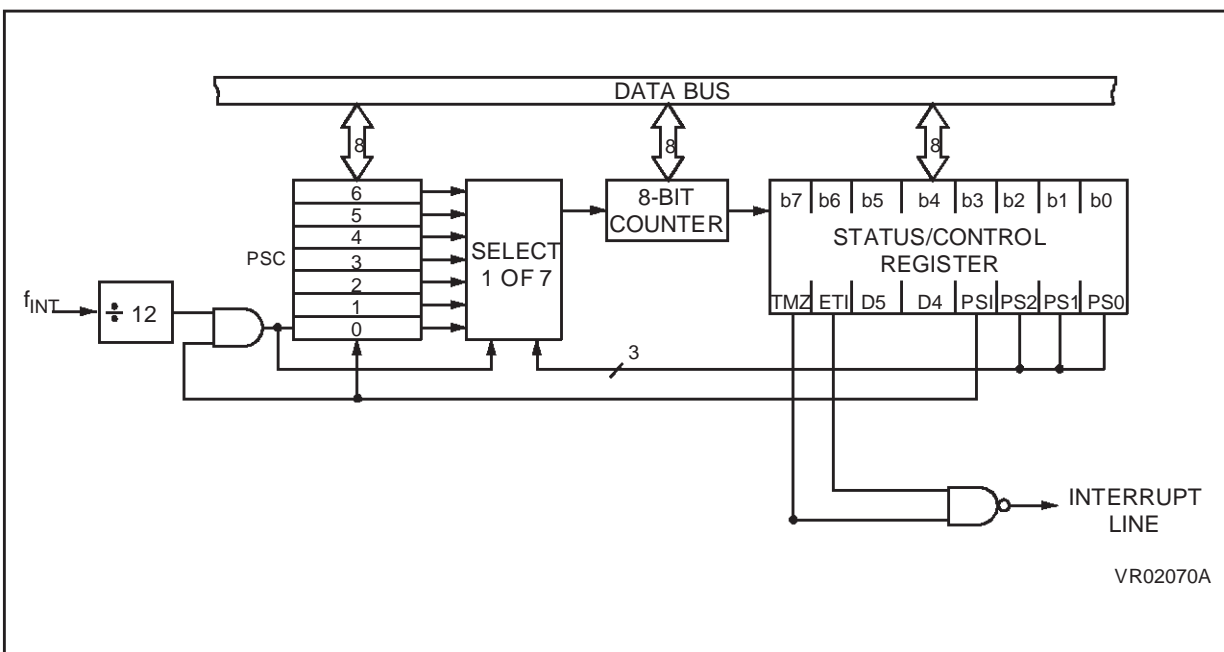 DATA BUS
8
8
8
6
5
4
3
2
1
0
PSC
SELECT
1 OF 7
8-BIT
COUNTER
b7 b6 b5 b4 b3 b2 b1 b0
STATUS/CONTROL
REGISTER
TMZ ETI D5 D4 PSI PS2 PS1 PS0
fINT
÷ 12
3
INTERRUPT
LINE
VR02070A